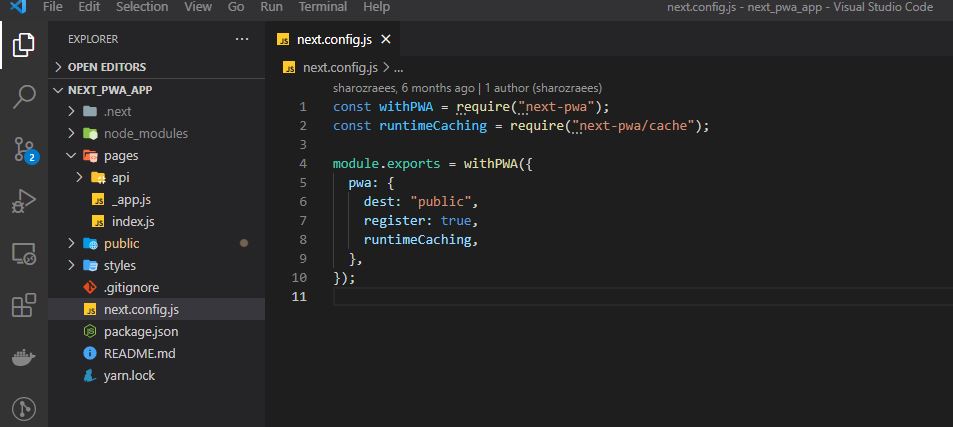 File Edit Selection View Go Run Terminal Help next.config.js - next_pwa_app - Visual Studio Code
EXPLORER
OPEN EDITORS
NEXT_PWA_APP
.next
node_modules
pages
api
_app.js
index.js
public
styles
.gitignore
next.config.js
package.json
README.md
yarn.lock
2
JS next.config.js
JS next.config.js > ...
sharozraees, 6 months ago | 1 author (sharozraees)
1 const withPWA = require("next-pwa");
2 const runtimeCaching = require("next-pwa/cache");
3
4 module.exports = withPWA({
5 pwa: {
6 dest: "public",
7 register: true,
8 runtimeCaching,
9 },
10 });
11